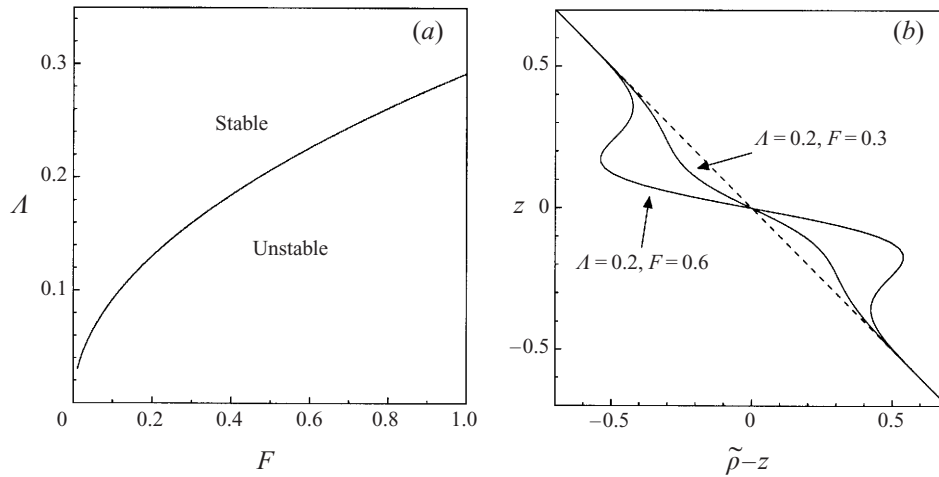 (a)
0.3
Stable
Λ
0.2
Unstable
0.1
0
0.2
0.4
0.6
0.8
1.0
F
(b)
0.5
Λ = 0.2, F = 0.3
z
0
Λ = 0.2, F = 0.6
−0.5
−0.5
0
0.5
ρ̃−z